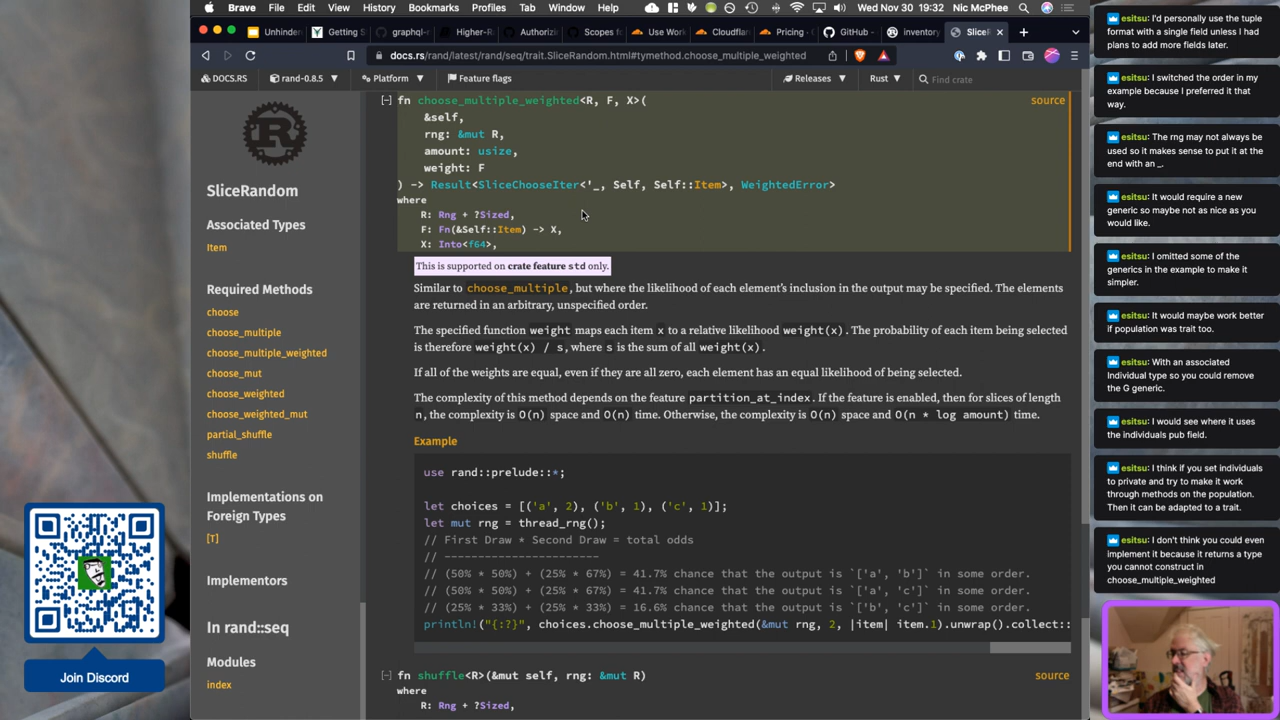 Brave File Edit View History Bookmarks Profiles Tab Window Help
Wed Nov 30 19:32 Nic McPhee
Unhinder
Getting S
graphql-
Higher-R
Authorizi
Scopes f
Use Work
Cloudfla
Pricing -
GitHub -
inventory
SliceR
docs.rs/rand/latest/rand/seq/trait.SliceRandom.html#tymethod.choose_multiple_weighted
DOCS.RS
rand-0.8.5
Platform
Feature flags
Releases
Rust
Find crate
SliceRandom
Associated Types
Item
Required Methods
choose
choose_multiple
choose_multiple_weighted
choose_mut
choose_weighted
choose_weighted_mut
partial_shuffle
shuffle
Implementations on
Foreign Types
[T]
Implementors
In rand::seq
Modules
index
[-] fn choose_multiple_weighted<R, F, X>(
source
&self,
rng: &mut R,
amount: usize,
weight: F
) -> Result<SliceChooseIter<'_, Self, Self::Item>, WeightedError>
where
R: Rng + ?Sized,
F: Fn(&Self::Item) -> X,
X: Into<f64>,
This is supported on crate feature std only.
Similar to choose_multiple, but where the likelihood of each element's inclusion in the output may be specified. The elements
are returned in an arbitrary, unspecified order.
The specified function weight maps each item x to a relative likelihood weight(x). The probability of each item being selected
is therefore weight(x) / s, where s is the sum of all weight(x).
If all of the weights are equal, even if they are all zero, each element has an equal likelihood of being selected.
The complexity of this method depends on the feature partition_at_index. If the feature is enabled, then for slices of length
n, the complexity is O(n) space and O(n) time. Otherwise, the complexity is O(n) space and O(n * log amount) time.
Example
use rand::prelude::*;
let choices = [('a', 2), ('b', 1), ('c', 1)];
let mut rng = thread_rng();
// First Draw * Second Draw = total odds
// -----------------------
// (50% * 50%) + (25% * 67%) = 41.7% chance that the output is `['a', 'b']` in some order.
// (50% * 50%) + (25% * 67%) = 41.7% chance that the output is `['a', 'c']` in some order.
// (25% * 33%) + (25% * 33%) = 16.6% chance that the output is `['b', 'c']` in some order.
println!("{:?}", choices.choose_multiple_weighted(&mut rng, 2, |item| item.1).unwrap().collect::
[-] fn shuffle<R>(&mut self, rng: &mut R)
source
where
R: Rng + ?Sized,
esitsu: I'd personally use the tuple
format with a single field unless I had
plans to add more fields later.
esitsu: I switched the order in my
example because I preferred it that
way.
esitsu: The rng may not always be
used so it makes sense to put it at the
end with an _.
esitsu: It would require a new
generic so maybe not as nice as you
would like.
esitsu: I omitted some of the
generics in the example to make it
simpler.
esitsu: It would maybe work better
if population was trait too.
esitsu: With an associated
Individual type so you could remove
the G generic.
esitsu: I would see where it uses
the individuals pub field.
esitsu: I think if you set individuals
to private and try to make it work
through methods on the population.
Then it can be adapted to a trait.
esitsu: I don't think you could even
implement it because it returns a type
you cannot construct in
choose_multiple_weighted
Join Discord